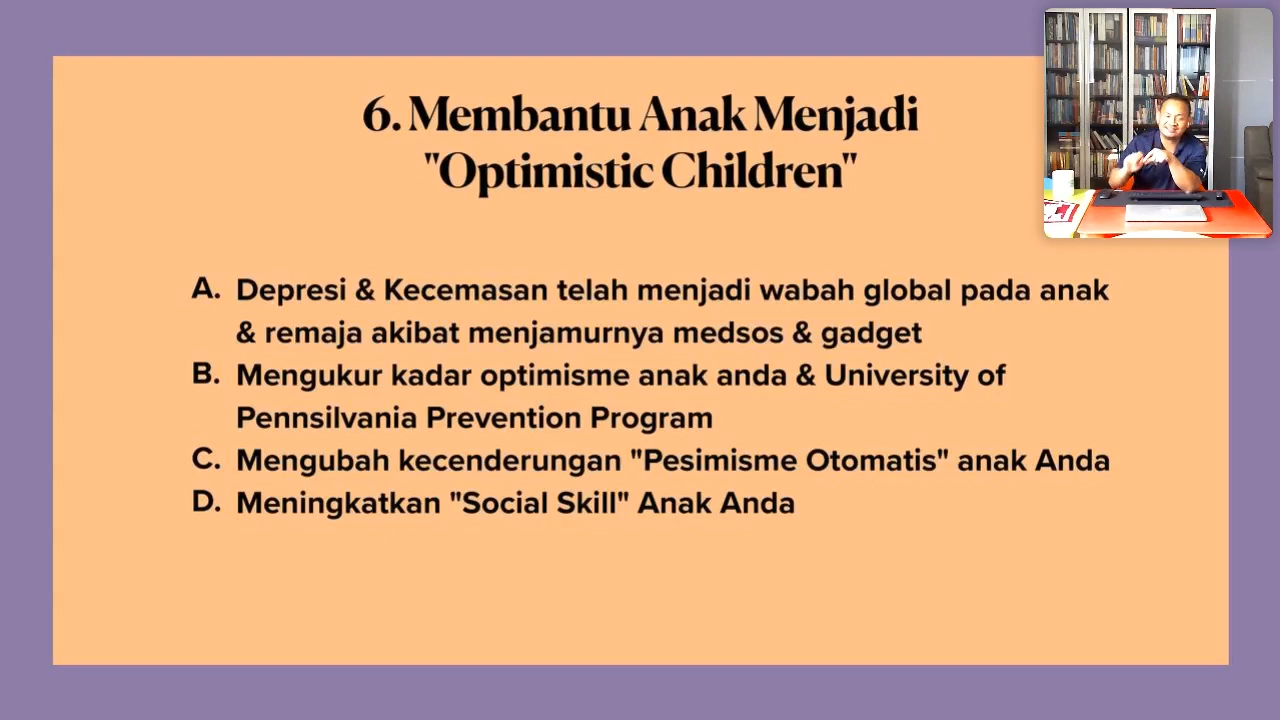 6. Membantu Anak Menjadi
"Optimistic Children"
A. Depresi & Kecemasan telah menjadi wabah global pada anak
& remaja akibat menjamurnya medsos & gadget
B. Mengukur kadar optimisme anak anda & University of
Pennsilvania Prevention Program
C. Mengubah kecenderungan "Pesimisme Otomatis" anak Anda
D. Meningkatkan "Social Skill" Anak Anda